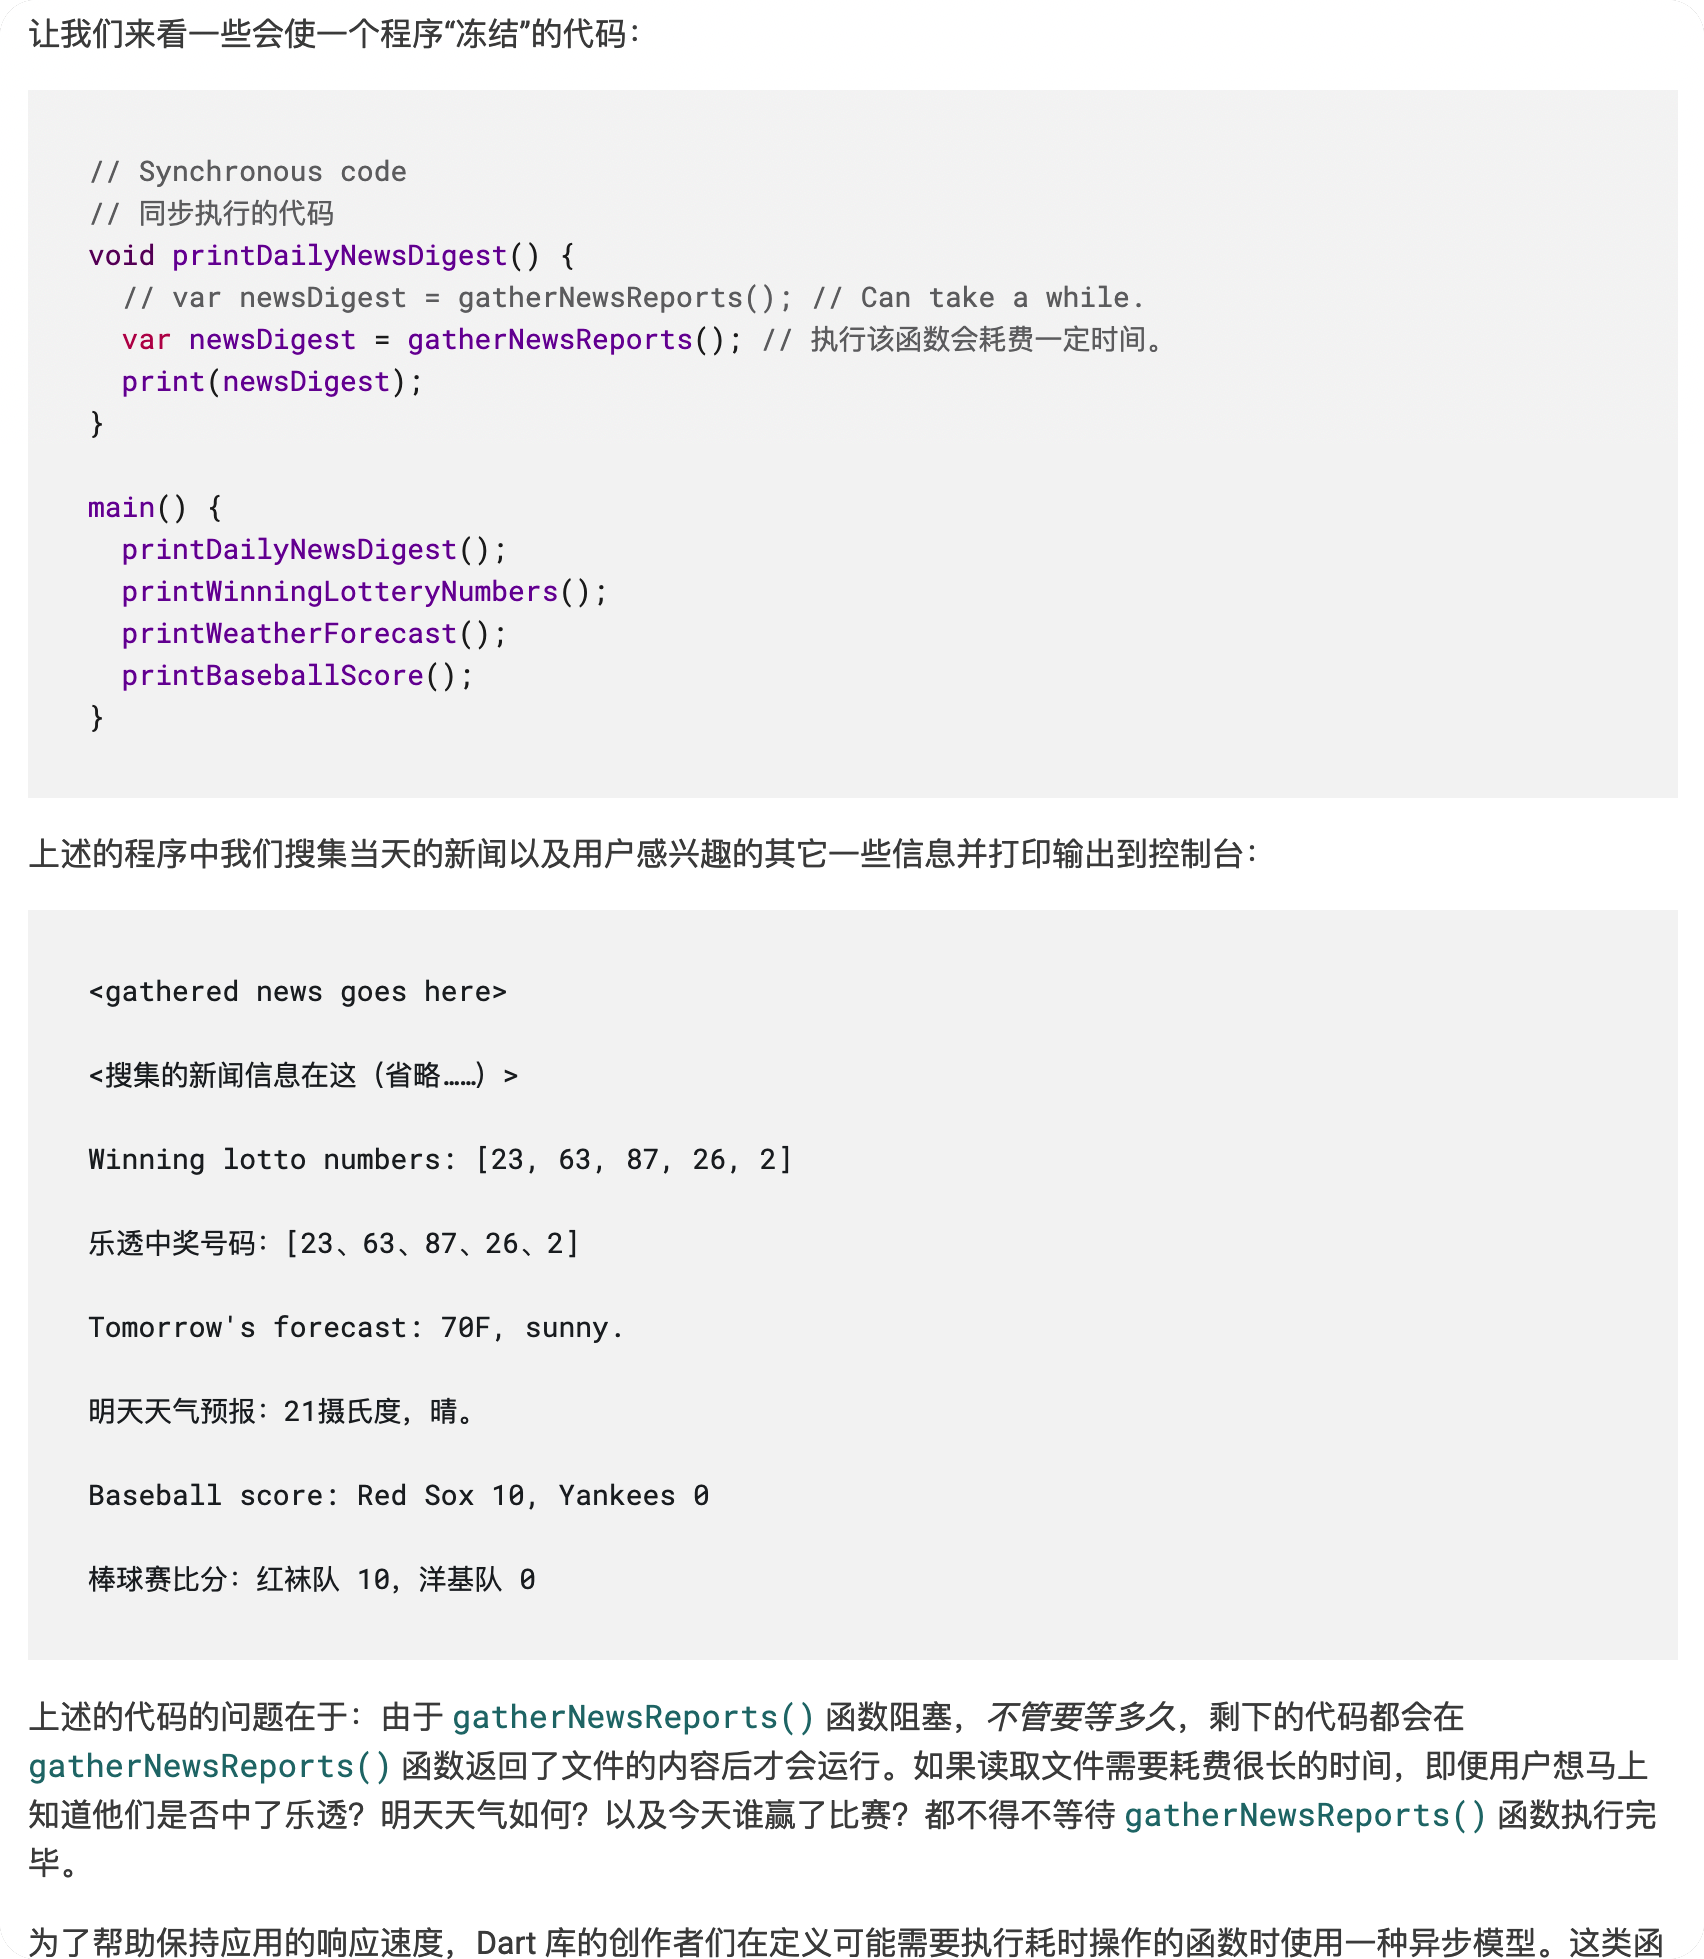 让我们来看一些会使一个程序“冻结”的代码：
// Synchronous code
// 同步执行的代码
void printDailyNewsDigest() {
  // var newsDigest = gatherNewsReports(); // Can take a while.
  var newsDigest = gatherNewsReports(); // 执行该函数会耗费一定时间。
  print(newsDigest);
}
main() {
  printDailyNewsDigest();
  printWinningLotteryNumbers();
  printWeatherForecast();
  printBaseballScore();
}
上述的程序中我们搜集当天的新闻以及用户感兴趣的其它一些信息并打印输出到控制台：
<gathered news goes here>
<搜集的新闻信息在这（省略……）>
Winning lotto numbers: [23, 63, 87, 26, 2]
乐透中奖号码：[23、63、87、26、2]
Tomorrow's forecast: 70F, sunny.
明天天气预报：21摄氏度，晴。
Baseball score: Red Sox 10, Yankees 0
棒球赛比分：红袜队 10，洋基队 0
上述的代码的问题在于：由于 gatherNewsReports() 函数阻塞，不管要等多久，剩下的代码都会在
gatherNewsReports() 函数返回了文件的内容后才会运行。如果读取文件需要耗费很长的时间，即便用户想马上
知道他们是否中了乐透？明天天气如何？以及今天谁赢了比赛？都不得不等待 gatherNewsReports() 函数执行完
毕。
为了帮助保持应用的响应速度，Dart 库的创作者们在定义可能需要执行耗时操作的函数时使用一种异步模型。这类函